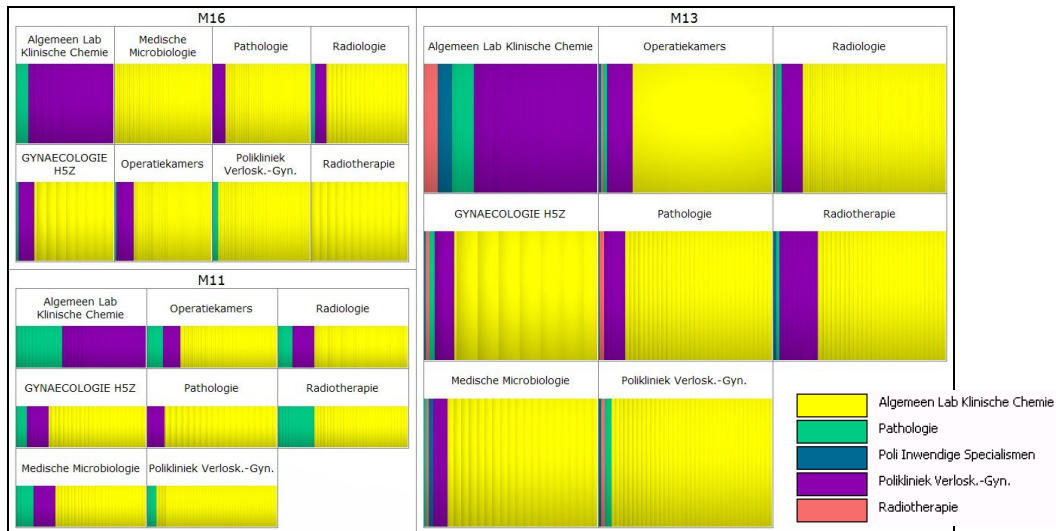 M16
Algemeen Lab
Klinische Chemie
Medische
Microbiologie
Pathologie
Radiologie
GYNAECOLOGIE
H5Z
Operatiekamers
Polikliniek
Verlosk.-Gyn.
Radiotherapie
M11
Algemeen Lab
Klinische Chemie
Operatiekamers
Radiologie
GYNAECOLOGIE H5Z
Pathologie
Radiotherapie
Medische Microbiologie
Polikliniek Verlosk.-Gyn.
M13
Algemeen Lab Klinische Chemie
Operatiekamers
Radiologie
GYNAECOLOGIE H5Z
Pathologie
Radiotherapie
Medische Microbiologie
Polikliniek Verlosk.-Gyn.
Algemeen Lab Klinische Chemie
Pathologie
Poli Inwendige Specialismen
Polikliniek Verlosk.-Gyn.
Radiotherapie